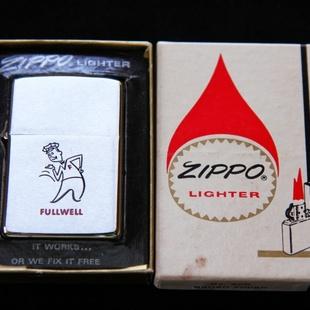 ZIPPO LIGHTER
FULLWELL
IT WORKS...
OR WE FIX IT FREE
ZIPPO
LIGHTER